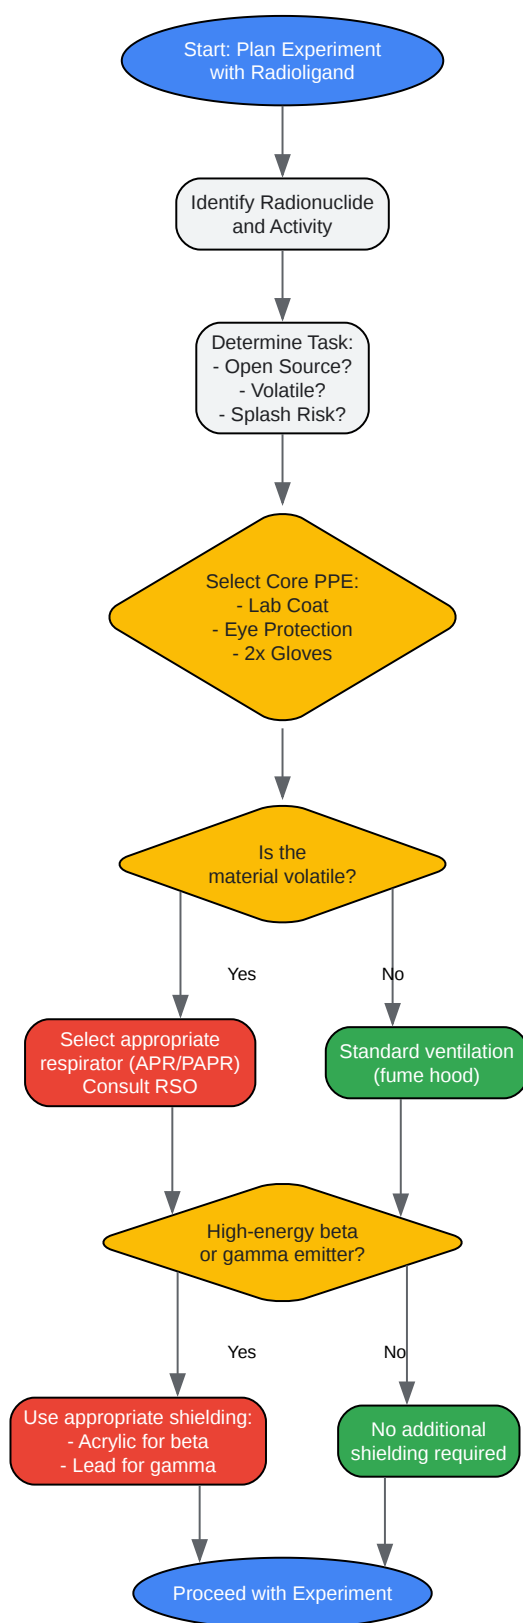 Start: Plan Experiment
with Radioligand
Identify Radionuclide
and Activity
Determine Task:
- Open Source?
- Volatile?
- Splash Risk?
Select Core PPE:
- Lab Coat
- Eye Protection
- 2x Gloves
Is the
material volatile?
Yes
No
Select appropriate
respirator (APR/PAPR)
Consult RSO
Standard ventilation
(fume hood)
High-energy beta
or gamma emitter?
Yes
No
Use appropriate shielding:
- Acrylic for beta
- Lead for gamma
No additional
shielding required
Proceed with Experiment